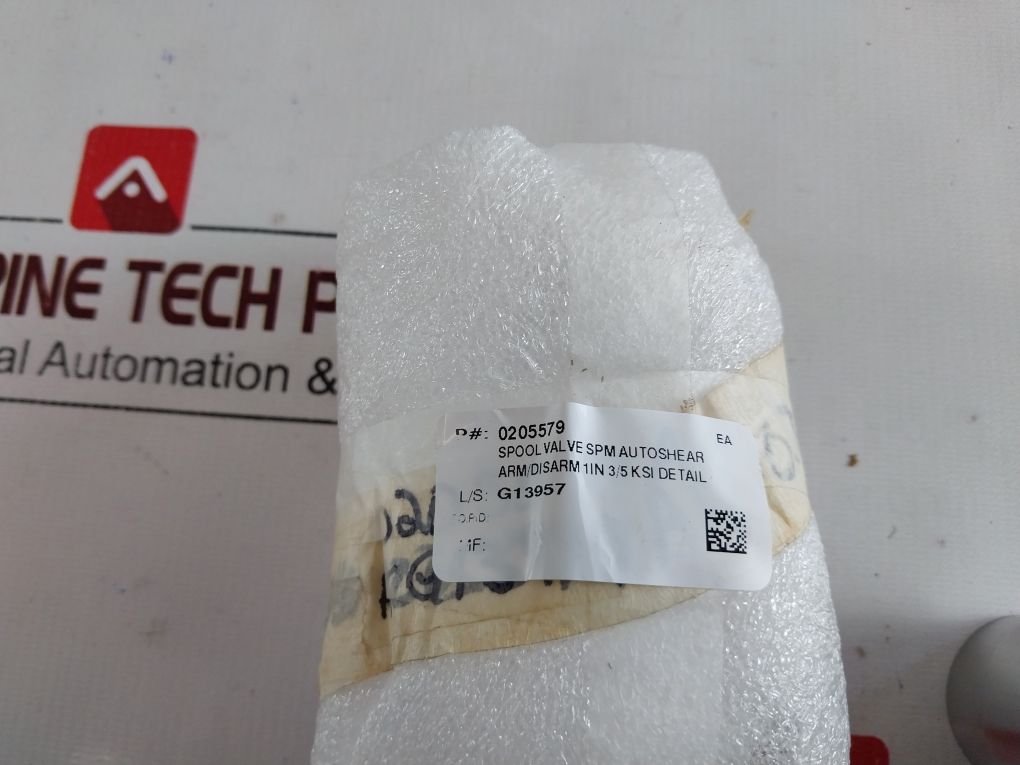 PINE TECH P
al Automation &
P#: 0205579 EA
SPOOL VALVE SPM AUTOSHEAR
ARM/DISARM 1IN 3/5 KSI DETAIL
L/S: G13957